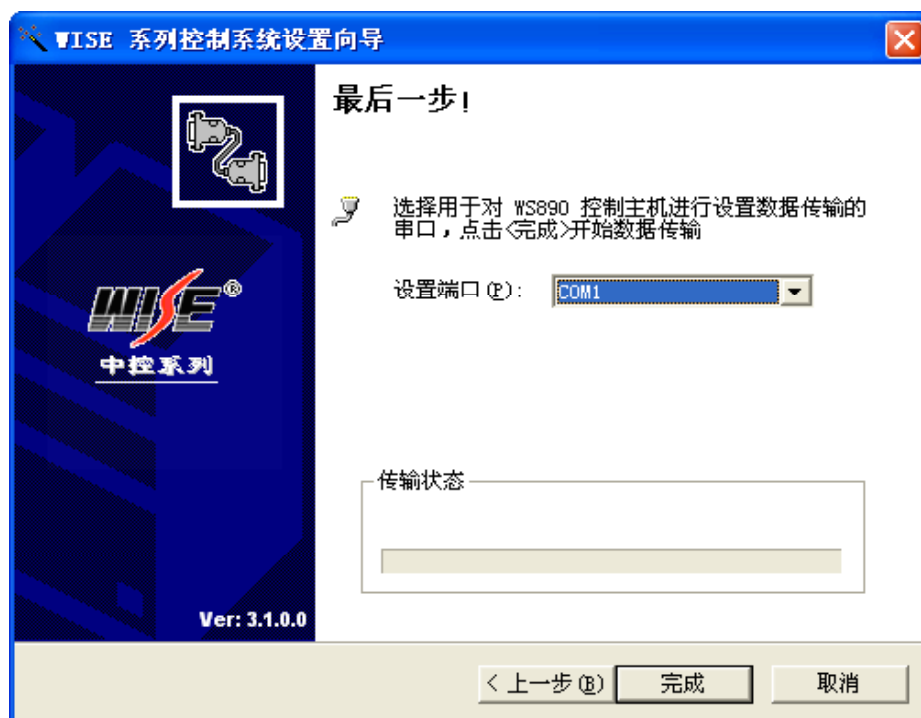 WISE 系列控制系统设置向导
最后一步!
选择用于对 WS890 控制主机进行设置数据传输的
串口,点击<完成>开始数据传输
设置端口(P): COM1
WISE®
中控系列
传输状态
Ver: 3.1.0.0
< 上一步(B) 完成 取消